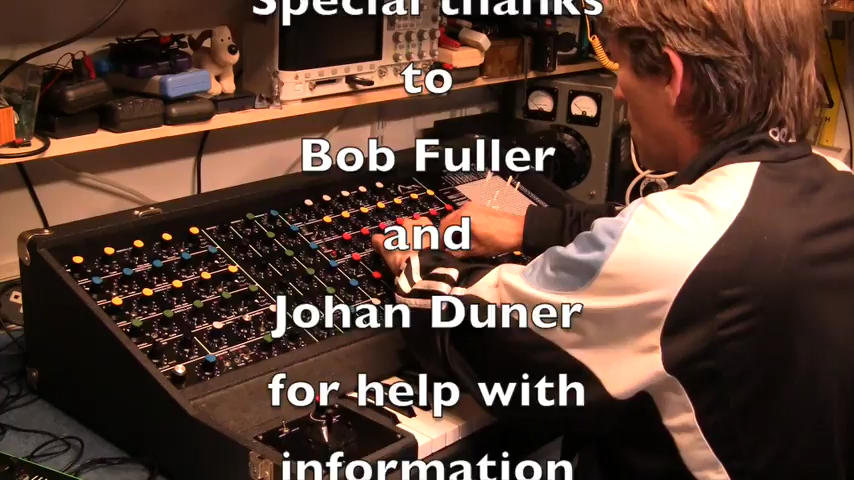 Special thanks
to
Bob Fuller
and
Johan Duner
for help with
information